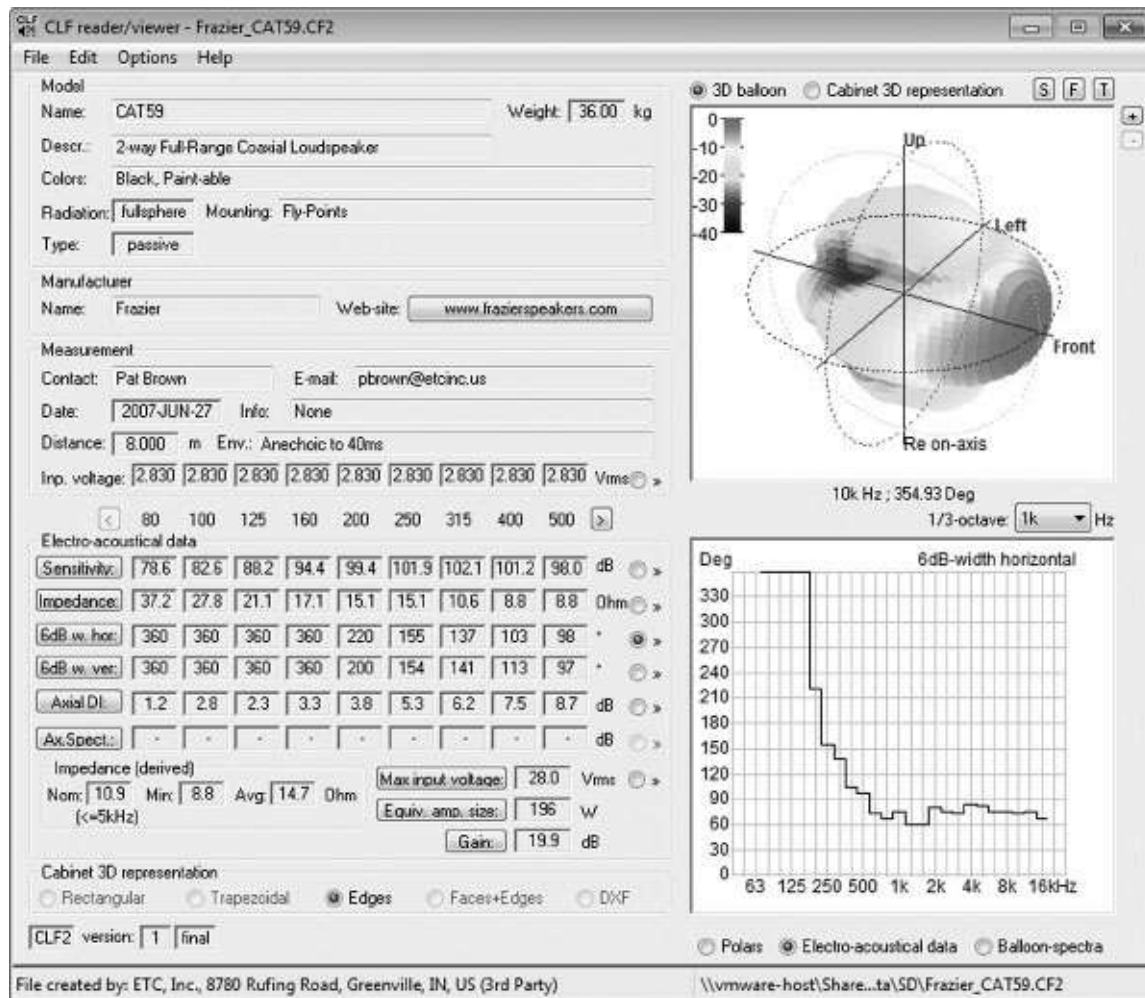 CLF reader/viewer - Frazier_CAT59.CF2
File Edit Options Help
Model
Name: CAT59 Weight: 36.00 kg
Descr.: 2-way Full-Range Coaxial Loudspeaker
Colors: Black, Paint-able
Radiation: fullsphere Mounting: Fly-Points
Type: passive
Manufacturer
Name: Frazier Web-site: www.frazierspeakers.com
Measurement
Contact: Pat Brown E-mail: pbrown@etcinc.us
Date: 2007-JUN-27 Info: None
Distance: 8.000 m Env.: Anechoic to 40ms
Inp. voltage: 2.830 2.830 2.830 2.830 2.830 2.830 2.830 2.830 2.830 Vrms »
< 80 100 125 160 200 250 315 400 500 >
Electro-acoustical data
Sensitivity: 78.6 82.6 88.2 94.4 99.4 101.9 102.1 101.2 98.0 dB »
Impedance: 37.2 27.8 21.1 17.1 15.1 15.1 10.6 8.8 8.8 Ohm »
6dB w. hor: 360 360 360 360 220 155 137 103 98 ° »
6dB w. ver: 360 360 360 360 200 154 141 113 97 ° »
Axial DI: 1.2 2.8 2.3 3.3 3.8 5.3 6.2 7.5 8.7 dB »
Ax.Spect.: - - - - - - - - - dB »
Impedance (derived)
Nom: 10.9 Min: 8.8 Avg: 14.7 Ohm
(<=5kHz)
Max input voltage: 28.0 Vrms »
Equiv. amp. size: 196 W
Gain: 19.9 dB
Cabinet 3D representation
Rectangular Trapezoidal Edges Faces+Edges DXF
CLF2 version: 1 final
3D balloon Cabinet 3D representation S F T
+
-
0
-10
-20
-30
-40
Up
Left
Front
Re on-axis
10k Hz ; 354.93 Deg
1/3-octave: 1k Hz
Deg 6dB-width horizontal
330
300
270
240
210
180
150
120
90
60
30
0
63 125 250 500 1k 2k 4k 8k 16kHz
Polars Electro-acoustical data Balloon-spectra
File created by: ETC, Inc., 8780 Rufing Road, Greenville, IN, US (3rd Party) \\vmware-host\Share...ta\SD\Frazier_CAT59.CF2